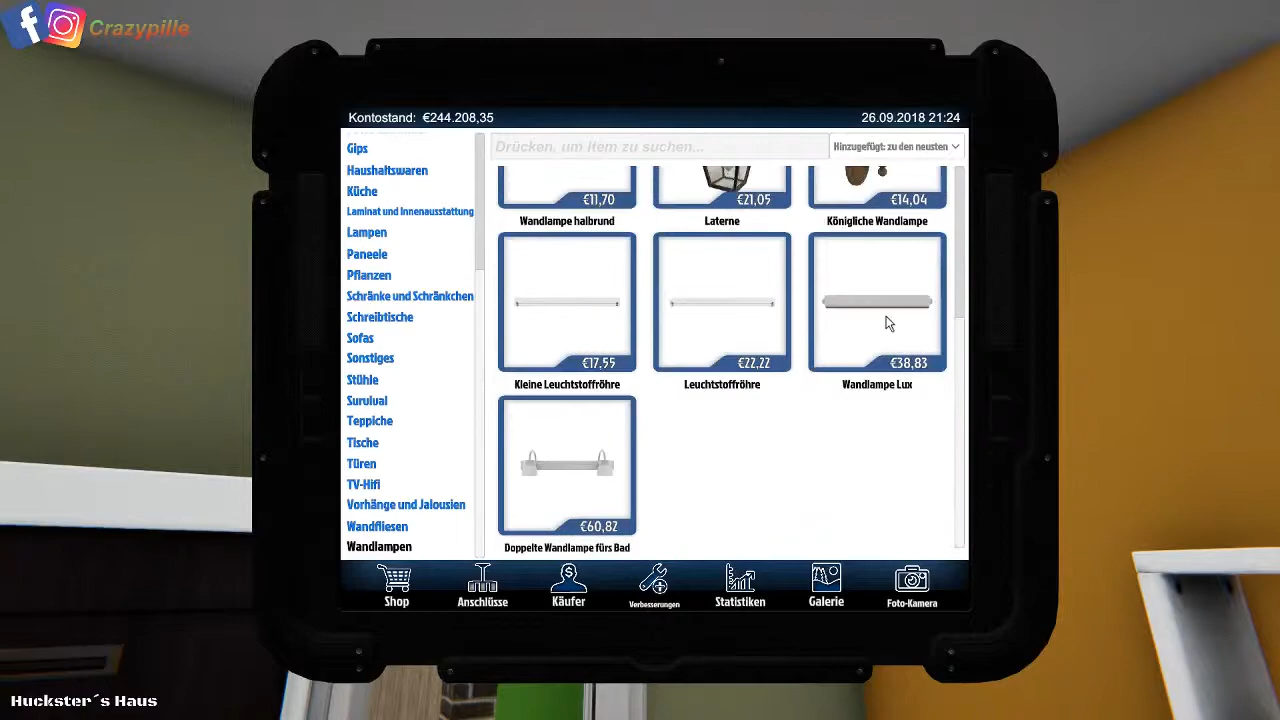 Crazypille
Kontostand: €244.208,35
26.09.2018 21:24
Drücken, um Item zu suchen...
Hinzugefügt: zu den neusten
Gips
Haushaltswaren
Küche
Laminat und Innenausstattung
Lampen
Paneele
Pflanzen
Schränke und Schränkchen
Schreibtische
Sofas
Sonstiges
Stühle
Survival
Teppiche
Tische
Türen
TV-Hifi
Vorhänge und Jalousien
Wandfliesen
Wandlampen
€11,70
€21,05
€14,04
Wandlampe halbrund
Laterne
Königliche Wandlampe
€17,55
€22,22
€38,83
Kleine Leuchtstoffröhre
Leuchtstoffröhre
Wandlampe Lux
€60,82
Doppelte Wandlampe fürs Bad
Shop
Anschlüsse
Käufer
Verbesserungen
Statistiken
Galerie
Foto-Kamera
Huckster´s Haus